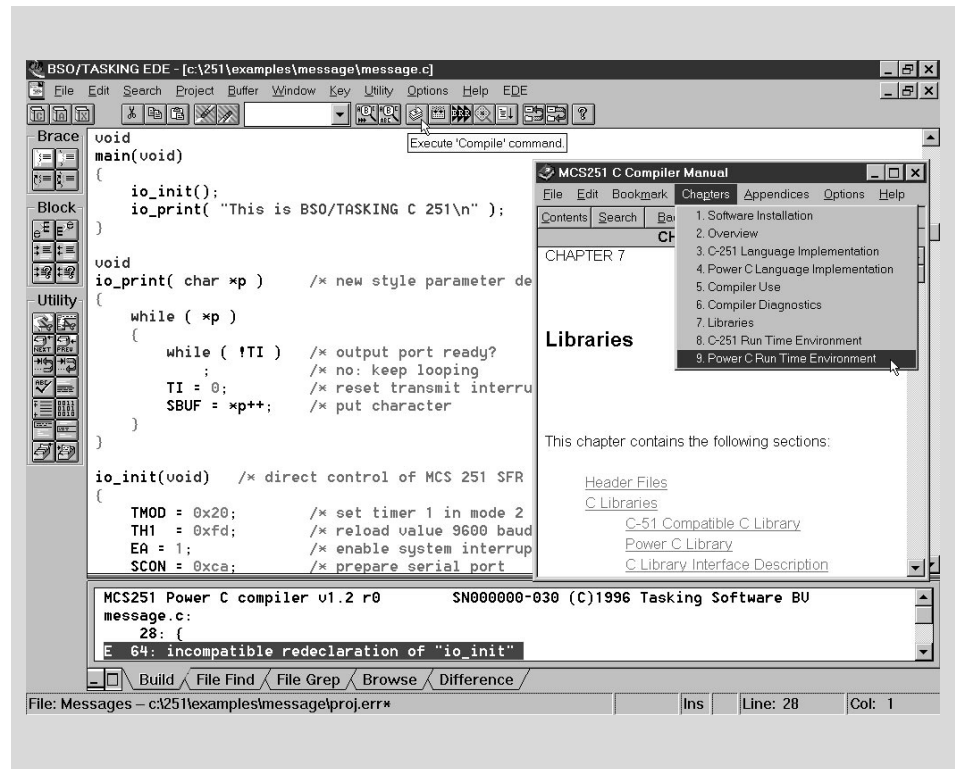 BSO/TASKING EDE - [c:\251\examples\message\message.c]
File Edit Search Project Buffer Window Key Utility Options Help EDE
Execute 'Compile' command.
Brace
Block
Utility
void
main(void)
{
io_init();
io_print( "This is BSO/TASKING C 251\n" );
}
void
io_print( char *p ) /* new style parameter de
{
while ( *p )
{
while ( !TI ) /* output port ready?
; /* no: keep looping
TI = 0; /* reset transmit interru
SBUF = *p++; /* put character
}
}
io_init(void) /* direct control of MCS 251 SFR
{
TMOD = 0x20; /* set timer 1 in mode 2
TH1 = 0xfd; /* reload value 9600 baud
EA = 1; /* enable system interrup
SCON = 0xca; /* prepare serial port
MCS251 C Compiler Manual
File Edit Bookmark Chapters Appendices Options Help
Contents Search Ba
CH
1. Software Installation
2. Overview
3. C-251 Language Implementation
4. Power C Language Implementation
5. Compiler Use
6. Compiler Diagnostics
7. Libraries
8. C-251 Run Time Environment
9. Power C Run Time Environment
CHAPTER 7
Libraries
This chapter contains the following sections:
Header Files
C Libraries
C-51 Compatible C Library
Power C Library
C Library Interface Description
MCS251 Power C compiler v1.2 r0 SN000000-030 (C)1996 Tasking Software BV
message.c:
28: {
E 64: incompatible redeclaration of "io_init"
Build / File Find / File Grep / Browse / Difference /
File: Messages – c:\251\examples\message\proj.err* Ins Line: 28 Col: 1